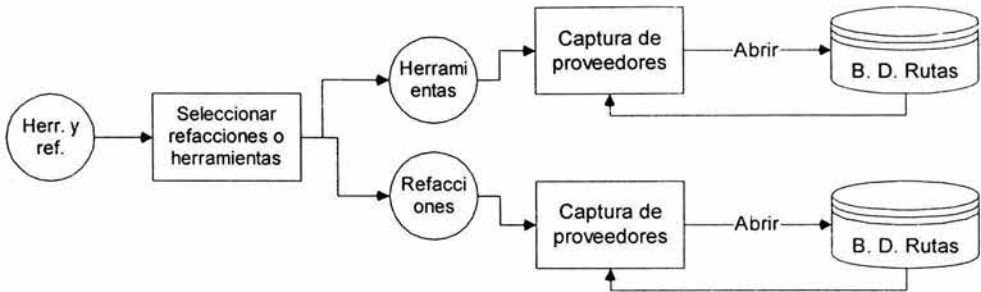 Herr. y
ref.
Seleccionar
refacciones o
herramientas
Herrami
entas
Captura de
proveedores
Abrir
B. D. Rutas
Refacci
ones
Captura de
proveedores
Abrir
B. D. Rutas